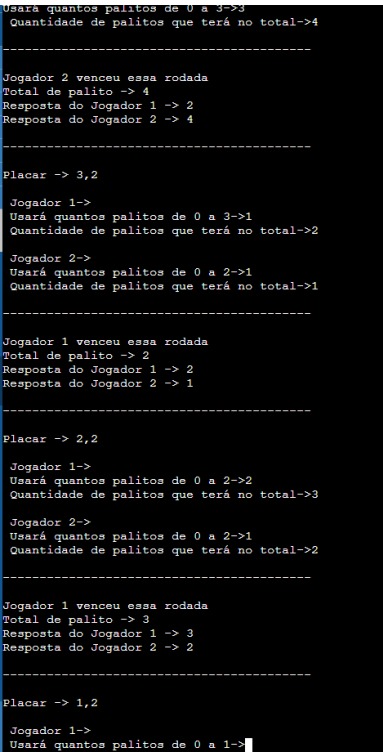 Usará quantos palitos de 0 a 3->3
Quantidade de palitos que terá no total->4
------------------------------------------
Jogador 2 venceu essa rodada
Total de palito -> 4
Resposta do Jogador 1 -> 2
Resposta do Jogador 2 -> 4
------------------------------------------
Placar -> 3,2
Jogador 1->
Usará quantos palitos de 0 a 3->1
Quantidade de palitos que terá no total->2
Jogador 2->
Usará quantos palitos de 0 a 2->1
Quantidade de palitos que terá no total->1
------------------------------------------
Jogador 1 venceu essa rodada
Total de palito -> 2
Resposta do Jogador 1 -> 2
Resposta do Jogador 2 -> 1
------------------------------------------
Placar -> 2,2
Jogador 1->
Usará quantos palitos de 0 a 2->2
Quantidade de palitos que terá no total->3
Jogador 2->
Usará quantos palitos de 0 a 2->1
Quantidade de palitos que terá no total->2
------------------------------------------
Jogador 1 venceu essa rodada
Total de palito -> 3
Resposta do Jogador 1 -> 3
Resposta do Jogador 2 -> 2
------------------------------------------
Placar -> 1,2
Jogador 1->
Usará quantos palitos de 0 a 1->